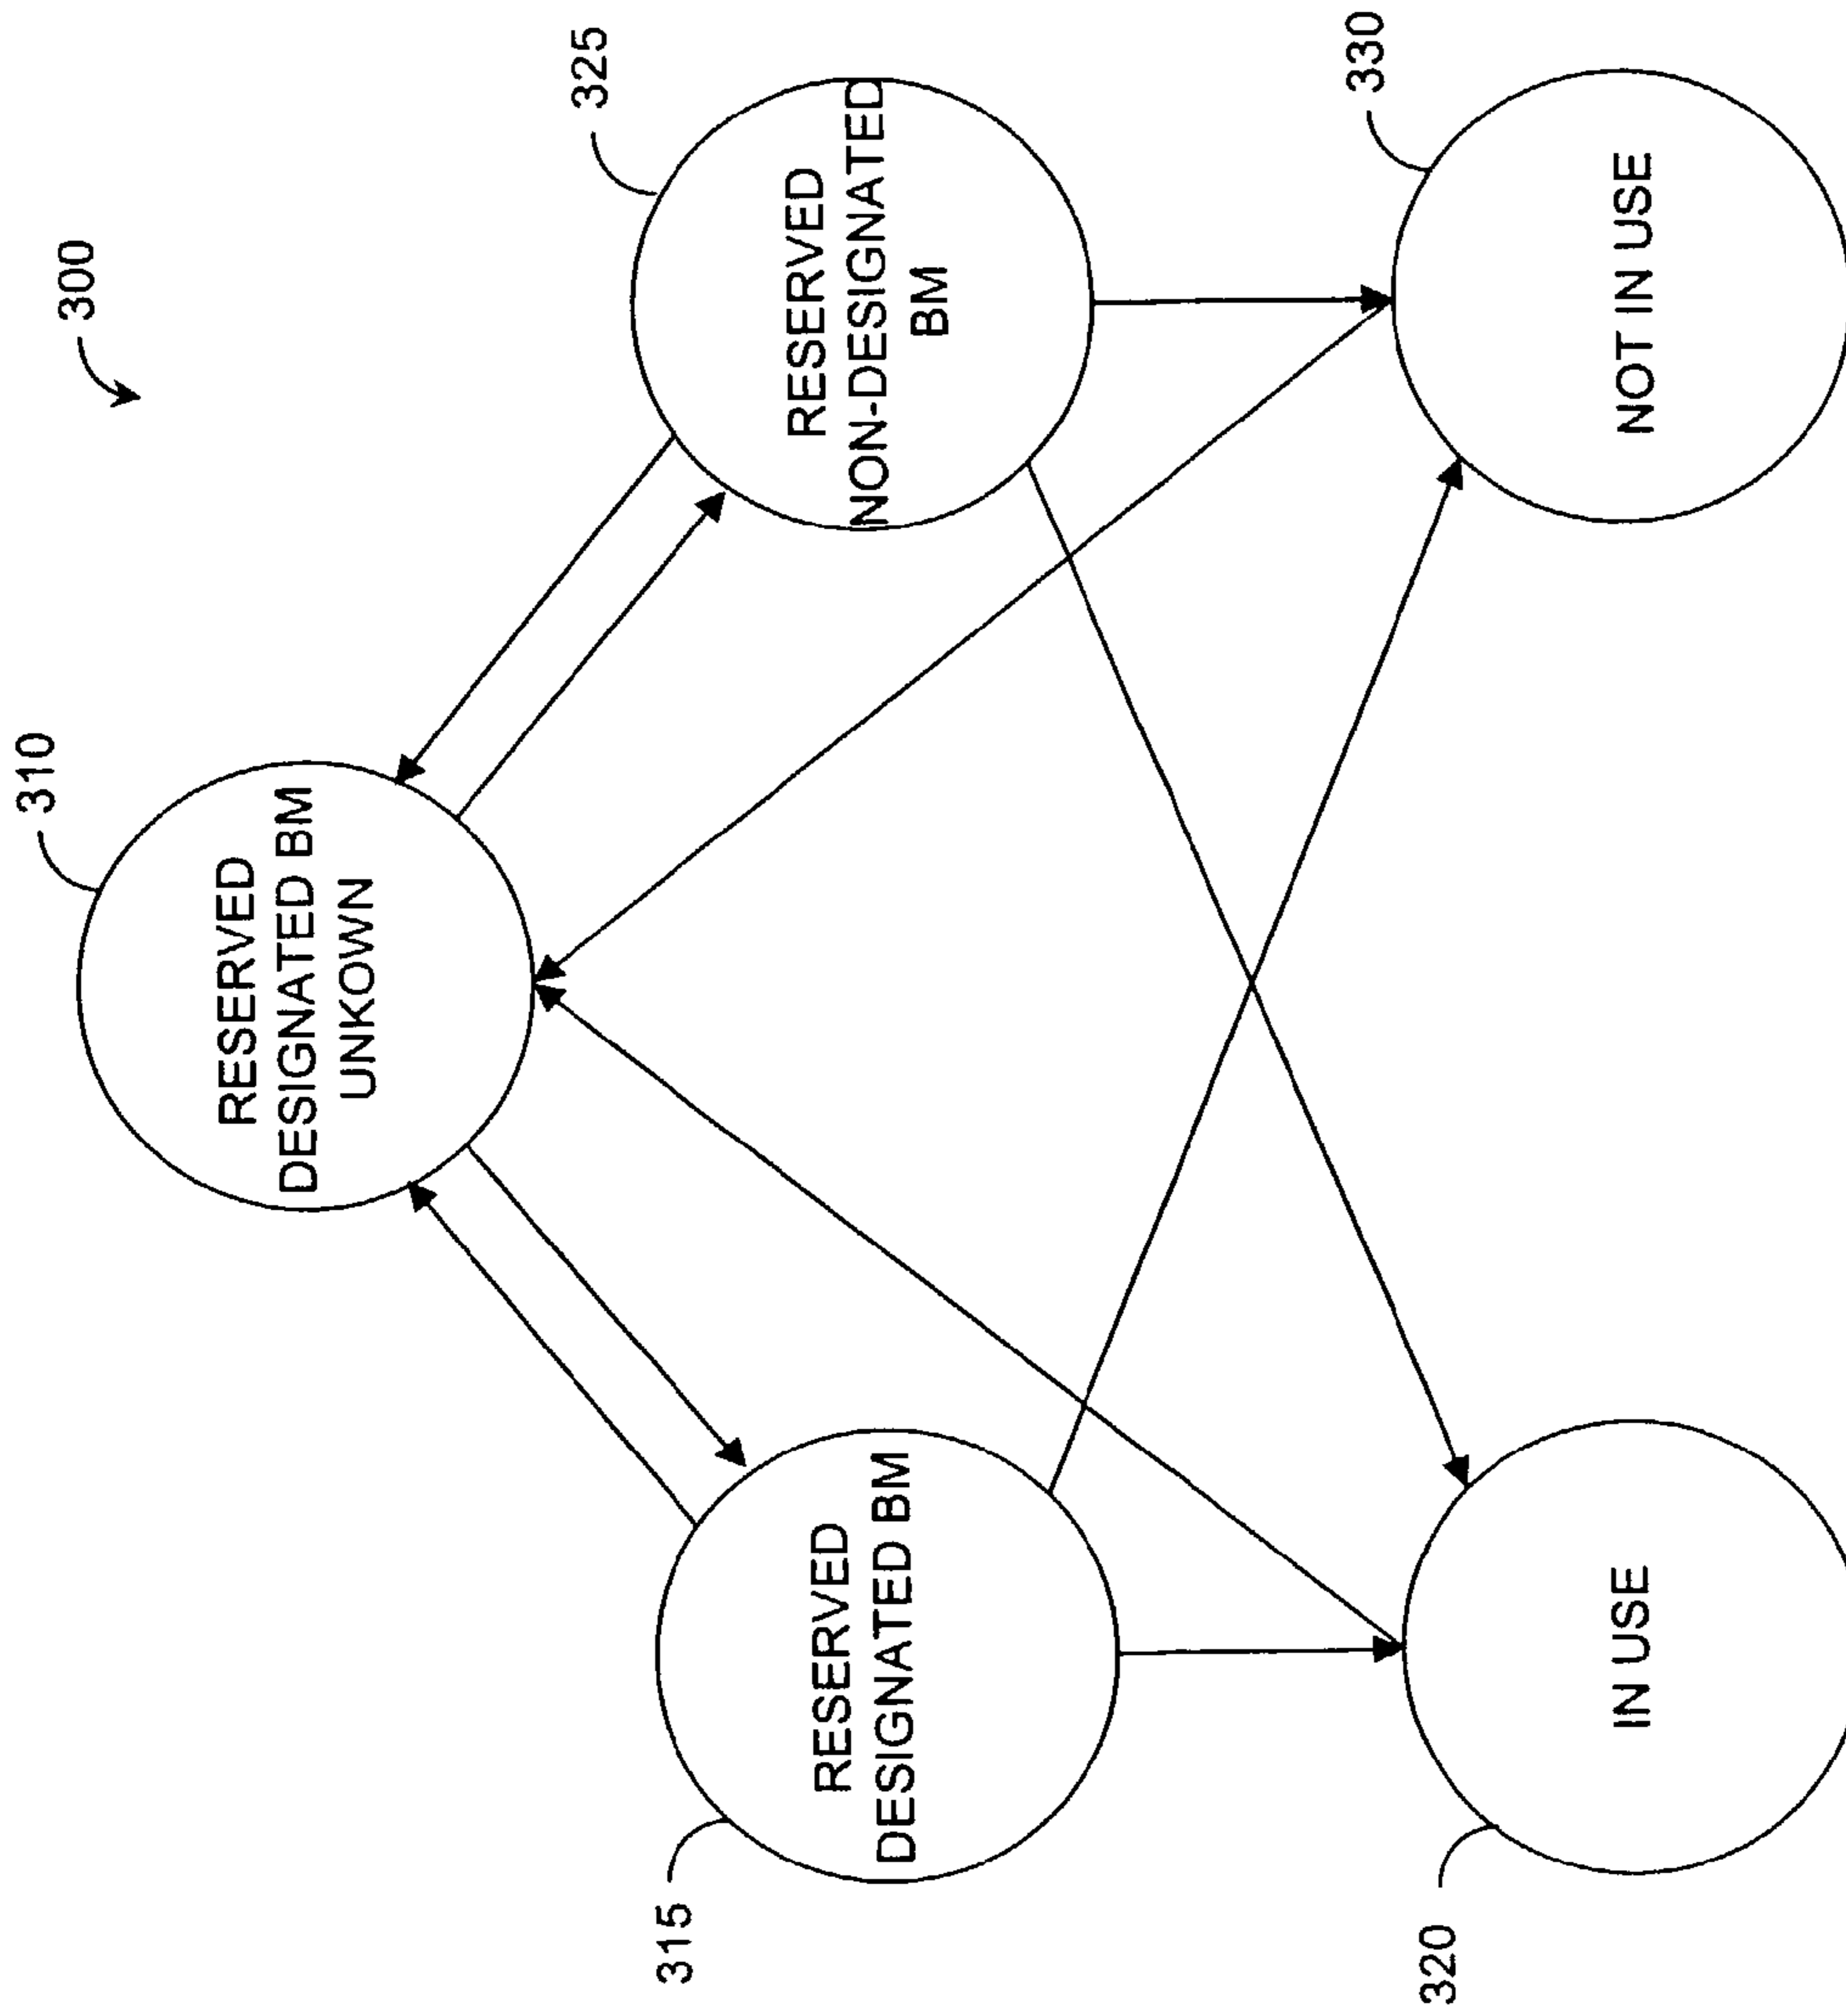 300
310
RESERVED
DESIGNATED BM
UNKOWN
315
RESERVED
DESIGNATED BM
325
RESERVED
NON-DESIGNATED
BM
320
IN USE
330
NOT IN USE